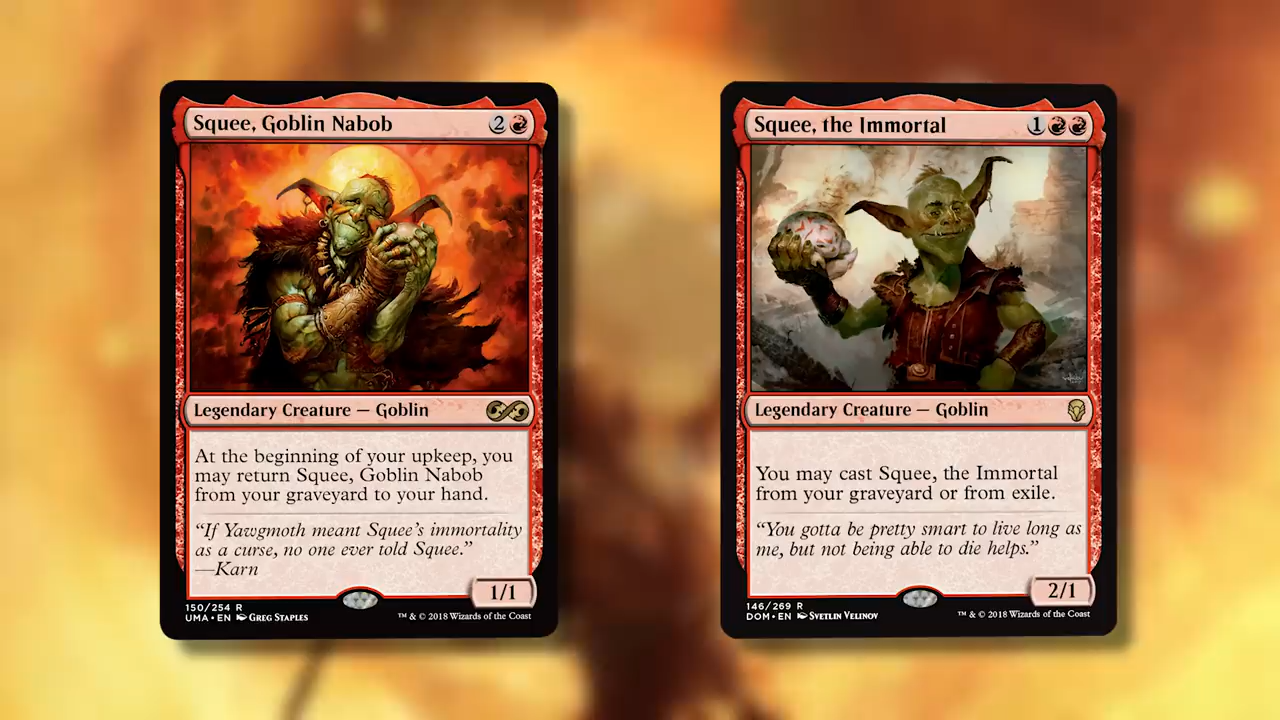 Squee, Goblin Nabob
2
Legendary Creature — Goblin
At the beginning of your upkeep, you
may return Squee, Goblin Nabob
from your graveyard to your hand.
“If Yawgmoth meant Squee’s immortality
as a curse, no one ever told Squee.”
—Karn
1/1
150/254 R
UMA • EN GREG STAPLES
™ & © 2018 Wizards of the Coast
Squee, the Immortal
1
Legendary Creature — Goblin
You may cast Squee, the Immortal
from your graveyard or from exile.
“You gotta be pretty smart to live long as
me, but not being able to die helps.”
2/1
146/269 R
DOM • EN SVETLIN VELINOV
™ & © 2018 Wizards of the Coast